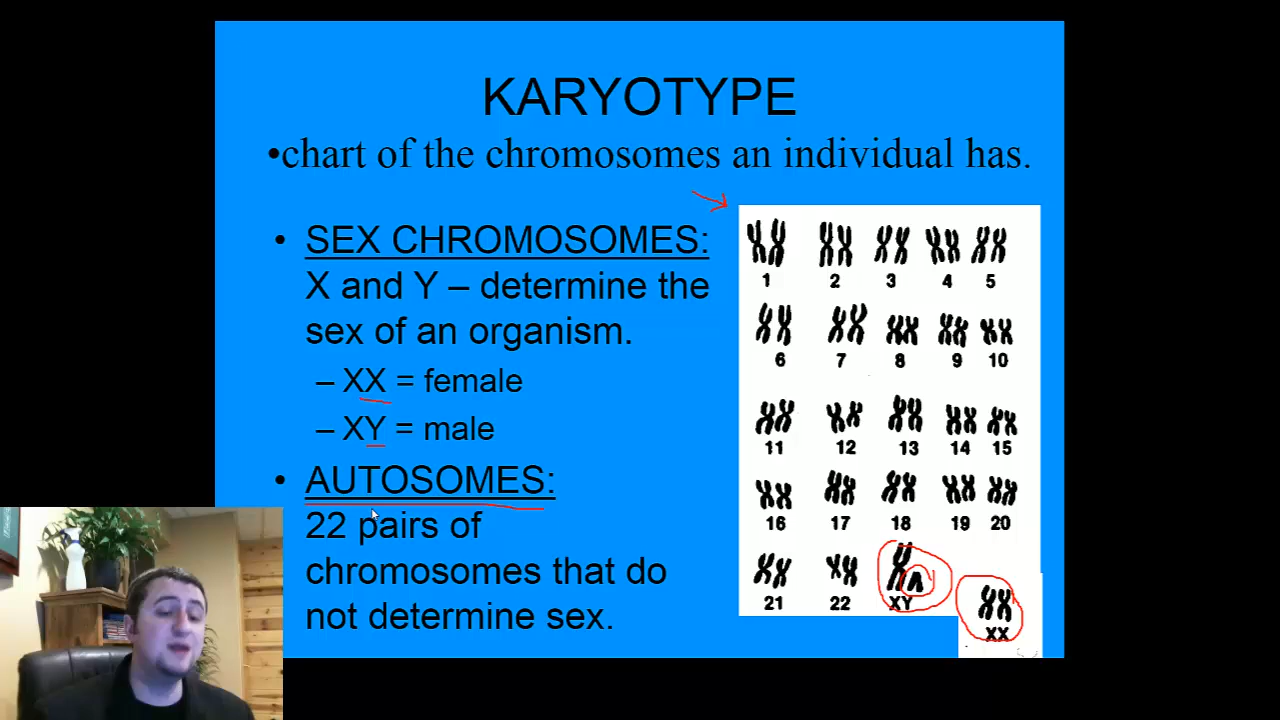 KARYOTYPE
•chart of the chromosomes an individual has.
• SEX CHROMOSOMES:
X and Y – determine the
sex of an organism.
– XX = female
– XY = male
• AUTOSOMES:
22 pairs of
chromosomes that do
not determine sex.
1 2 3 4 5
6 7 8 9 10
11 12 13 14 15
16 17 18 19 20
21 22 XY
XX